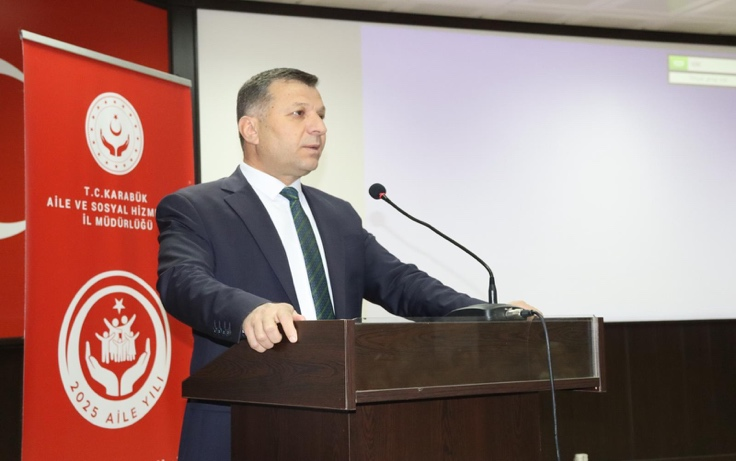 T.C.KARABÜK
AİLE VE SOSYAL HİZM
İL MÜDÜRLÜĞÜ
2025 AİLE YILI